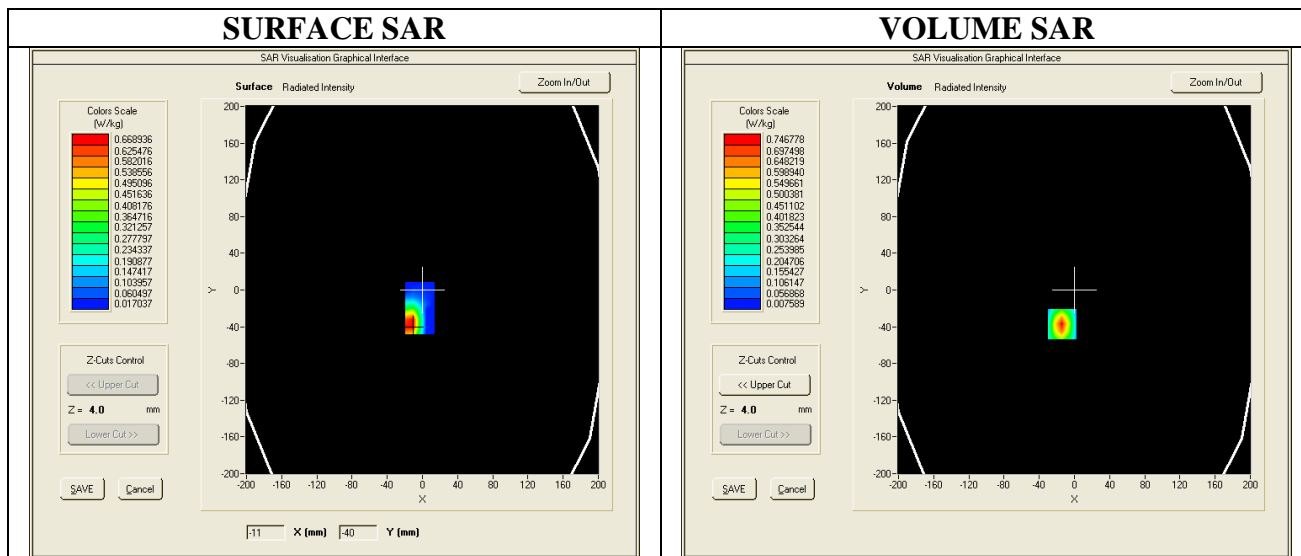 SURFACE SAR
SAR Visualisation Graphical Interface
Surface Radiated Intensity
Zoom In/Out
Colors Scale
(W/kg)
0.668936
0.625476
0.582016
0.538556
0.495096
0.451636
0.408176
0.364716
0.321257
0.277797
0.234337
0.190877
0.147417
0.103957
0.060497
0.017037
Z-Cuts Control
<< Upper Cut
Z = 4.0 mm
Lower Cut >>
SAVE Cancel
Y
200
160
120
80
40
0
-40
-80
-120
-160
-200
-200 -160 -120 -80 -40 0 40 80 120 160 200
X
-11 X (mm) -40 Y (mm)
VOLUME SAR
SAR Visualisation Graphical Interface
Volume Radiated Intensity
Zoom In/Out
Colors Scale
(W/kg)
0.746778
0.697498
0.648219
0.598940
0.549661
0.500381
0.451102
0.401823
0.352544
0.303264
0.253985
0.204706
0.155427
0.106147
0.056868
0.007589
Z-Cuts Control
<< Upper Cut
Z = 4.0 mm
Lower Cut >>
SAVE Cancel
Y
200
160
120
80
40
0
-40
-80
-120
-160
-200
-200 -160 -120 -80 -40 0 40 80 120 160 200
X